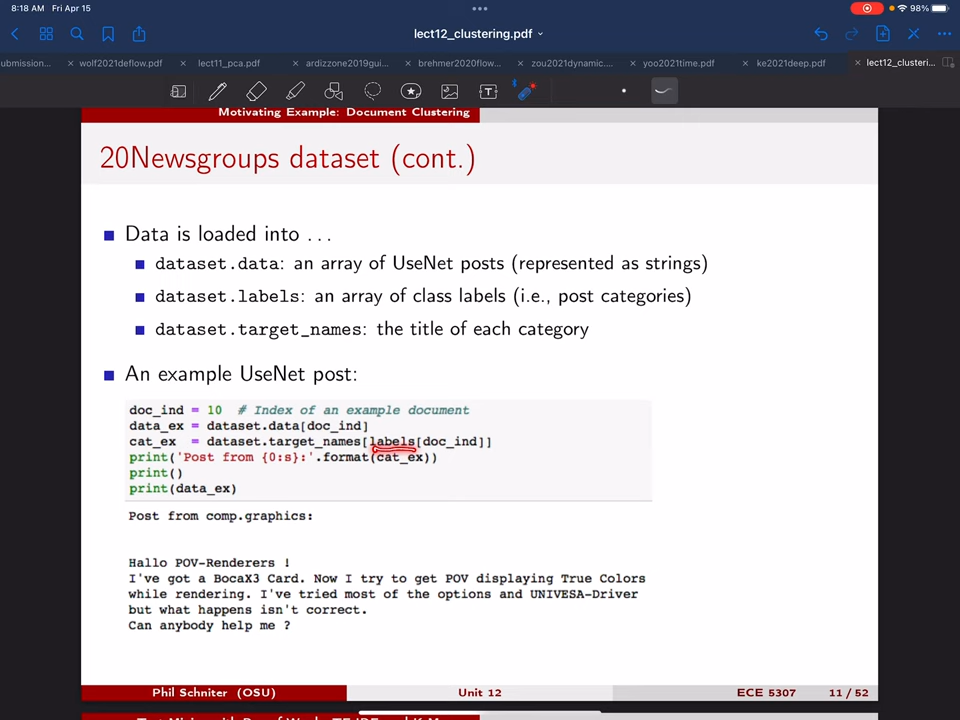 8:18 AM Fri Apr 15
98%
lect12_clustering.pdf
ubmission...
wolf2021deflow.pdf
lect11_pca.pdf
ardizzone2019gui...
brehmer2020flow...
zou2021dynamic....
yoo2021time.pdf
ke2021deep.pdf
lect12_clusteri...
Motivating Example: Document Clustering
20Newsgroups dataset (cont.)
Data is loaded into . . .
dataset.data: an array of UseNet posts (represented as strings)
dataset.labels: an array of class labels (i.e., post categories)
dataset.target_names: the title of each category
An example UseNet post:
doc_ind = 10 # Index of an example document
data_ex = dataset.data[doc_ind]
cat_ex = dataset.target_names[labels[doc_ind]]
print('Post from {0:s}:'.format(cat_ex))
print()
print(data_ex)
Post from comp.graphics:
Hallo POV-Renderers !
I've got a BocaX3 Card. Now I try to get POV displaying True Colors
while rendering. I've tried most of the options and UNIVESA-Driver
but what happens isn't correct.
Can anybody help me ?
Phil Schniter (OSU)
Unit 12
ECE 5307
11 / 52